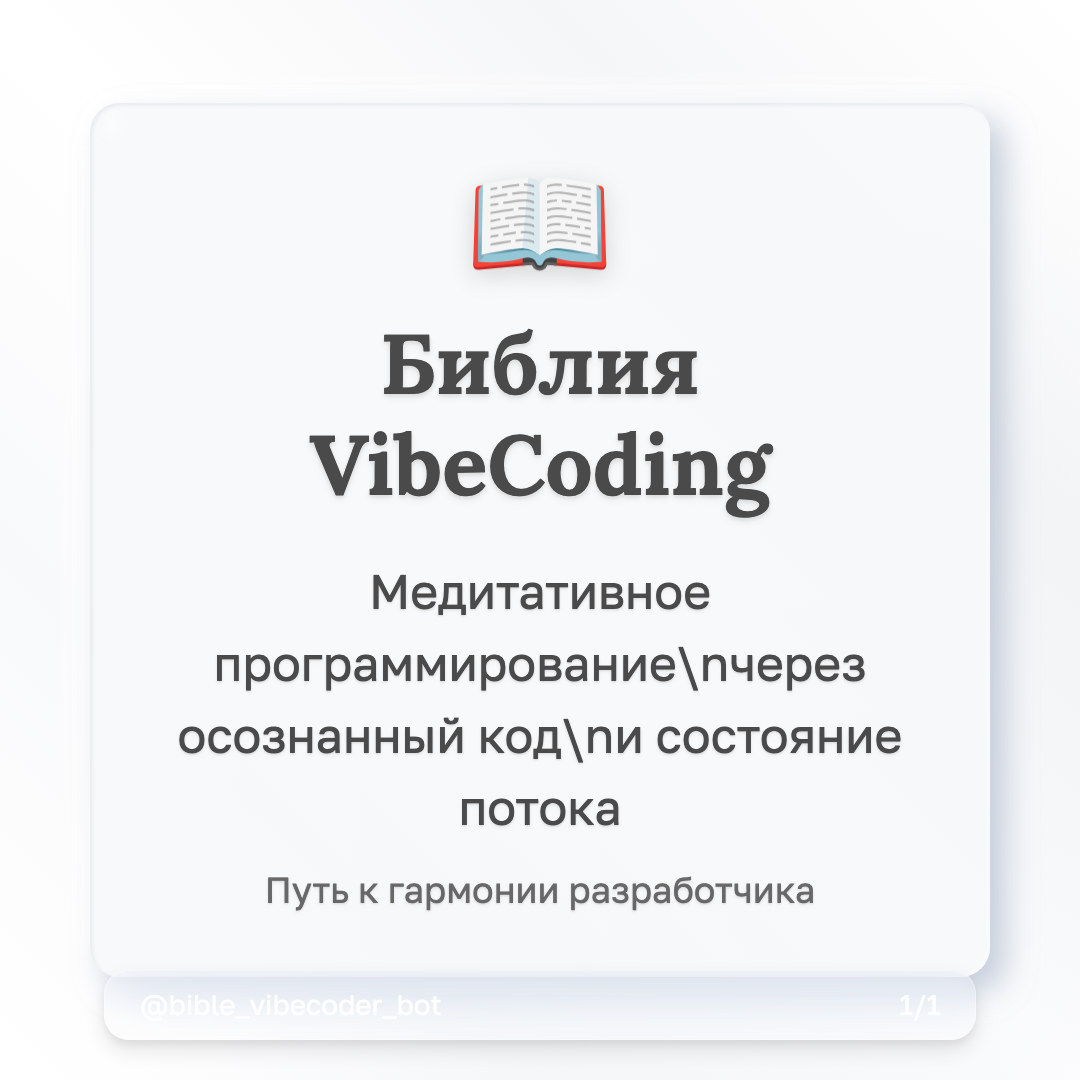 Библия
VibeCoding
Медитативное
программирование\nчерез
осознанный код\nи состояние
потока
Путь к гармонии разработчика
@bible_vibecoder_bot 1/1